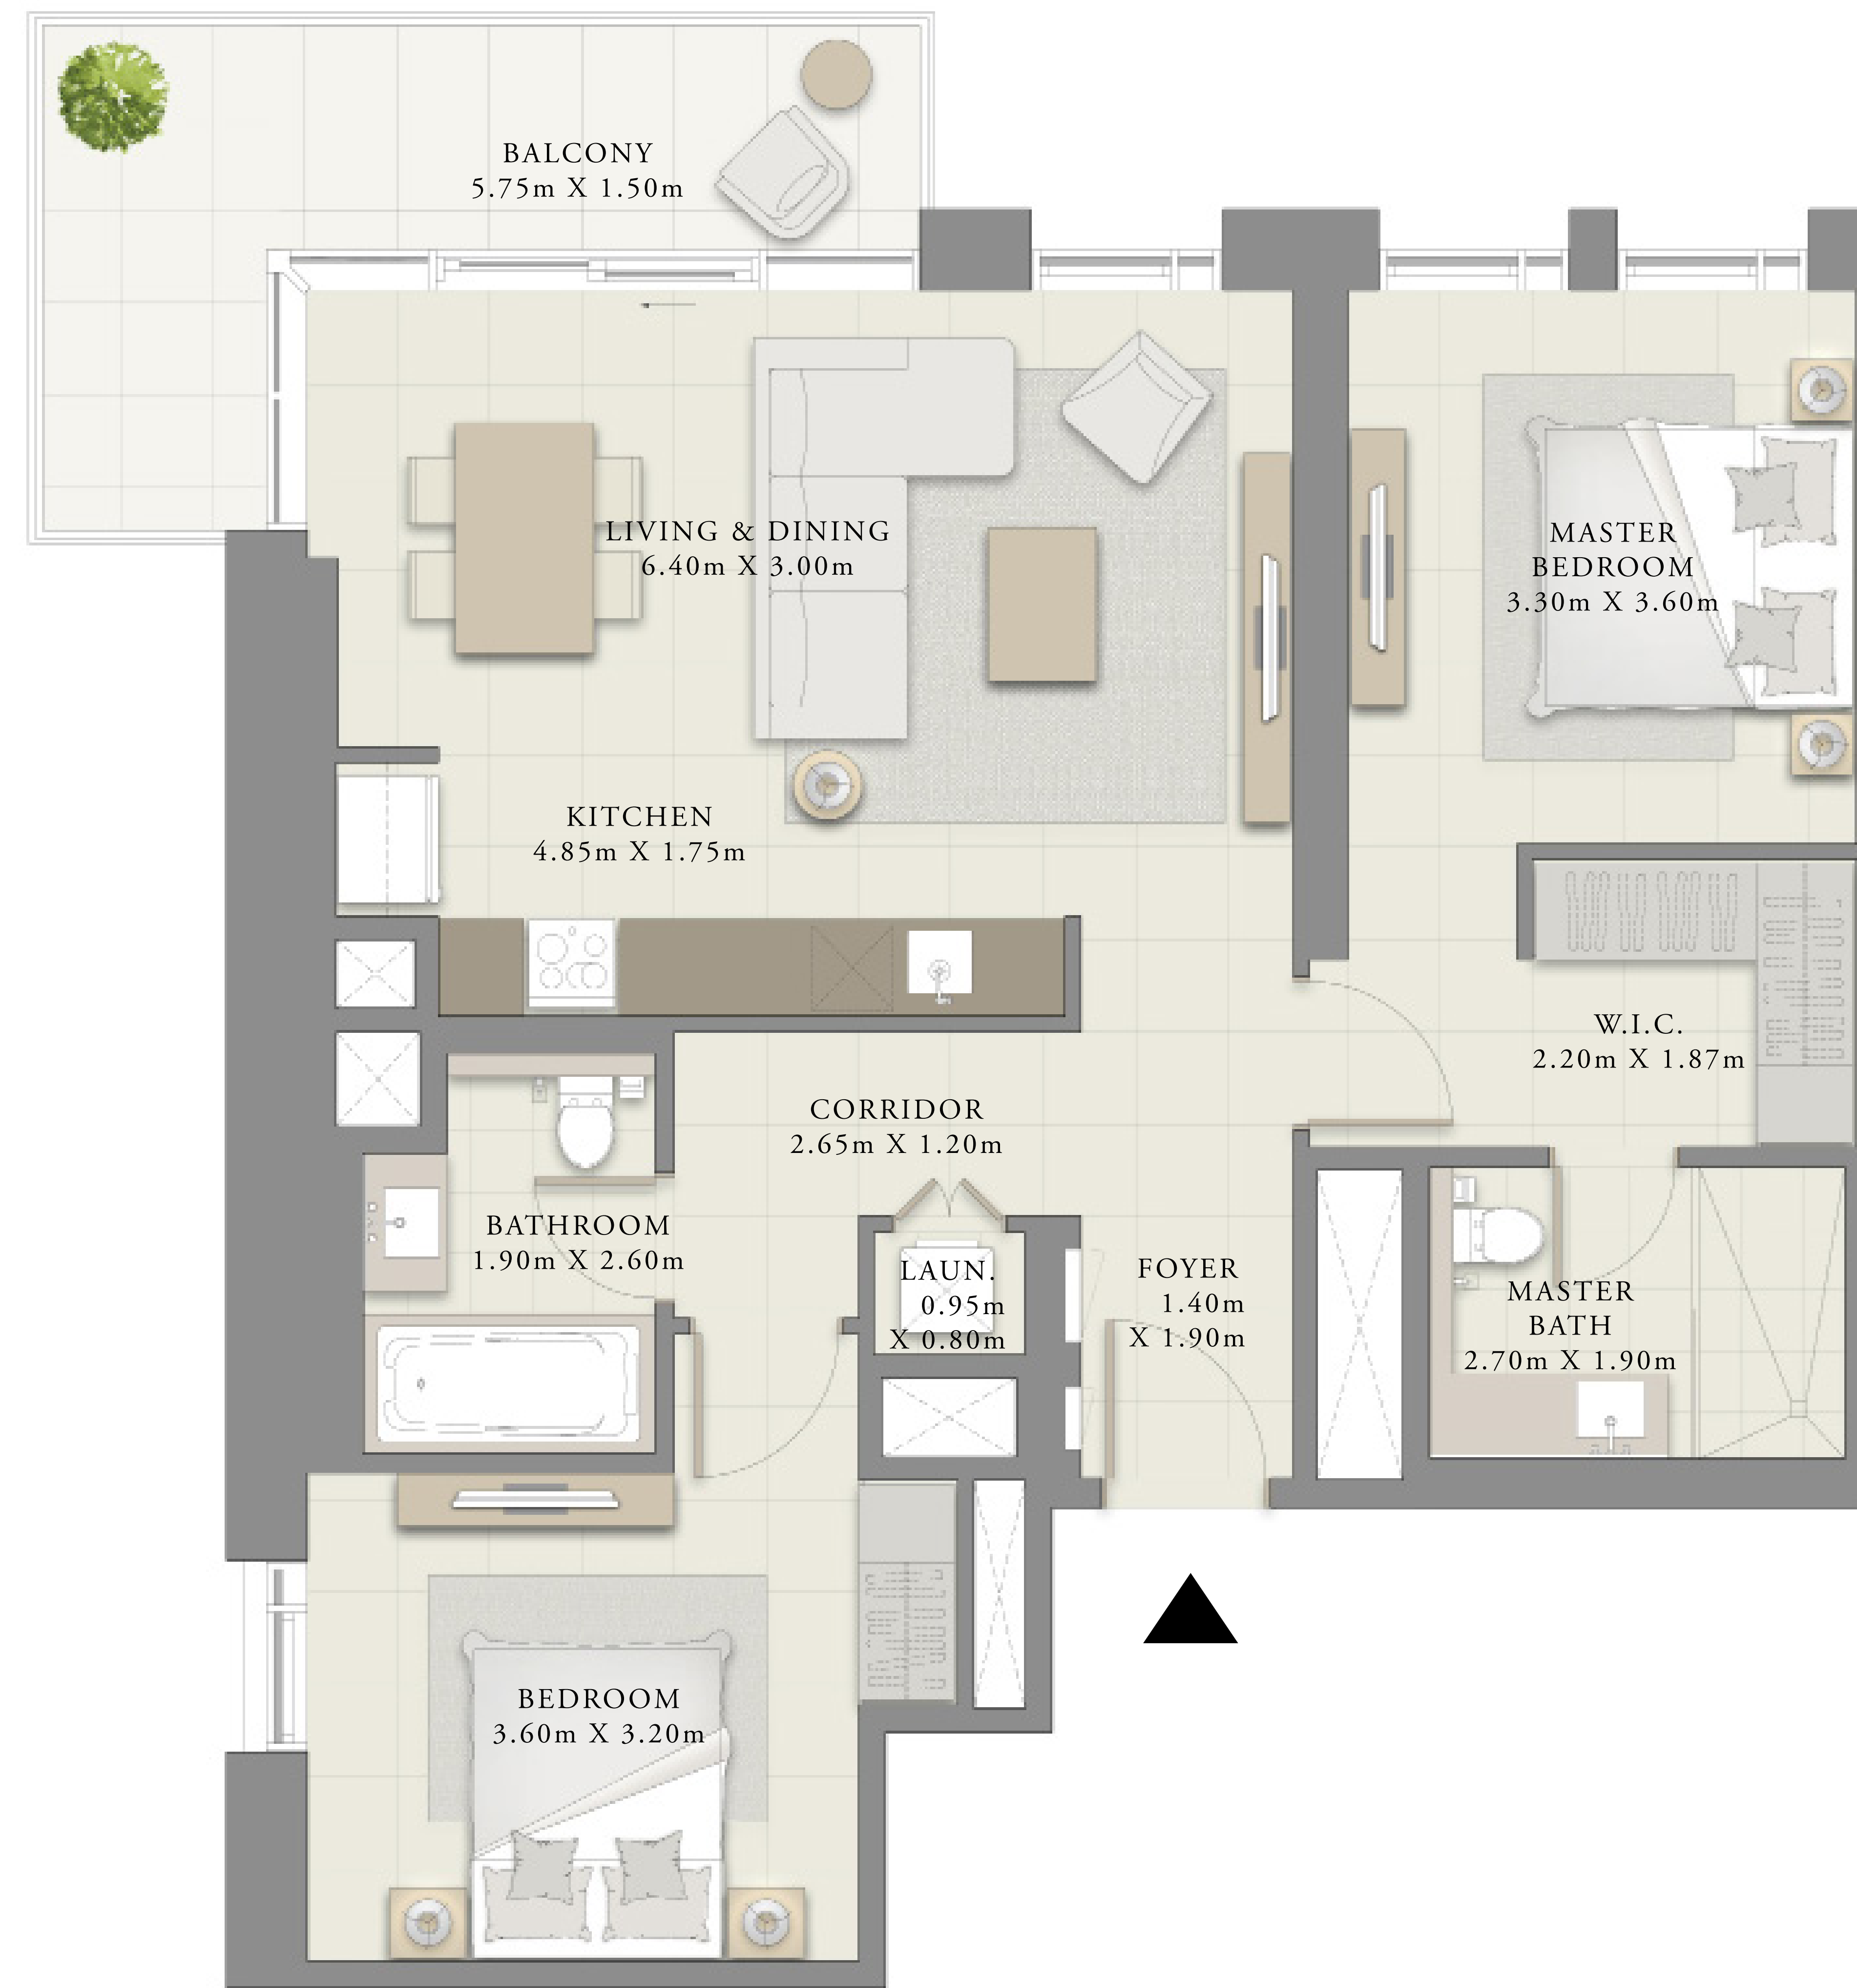 BALCONY
5.75m X 1.50m
LIVING & DINING
6.40m X 3.00m
MASTER
BEDROOM
3.30m X 3.60m
KITCHEN
4.85m X 1.75m
W.I.C.
2.20m X 1.87m
CORRIDOR
2.65m X 1.20m
BATHROOM
1.90m X 2.60m
LAUN.
0.95m
X 0.80m
FOYER
1.40m
X 1.90m
MASTER
BATH
2.70m X 1.90m
BEDROOM
3.60m X 3.20m